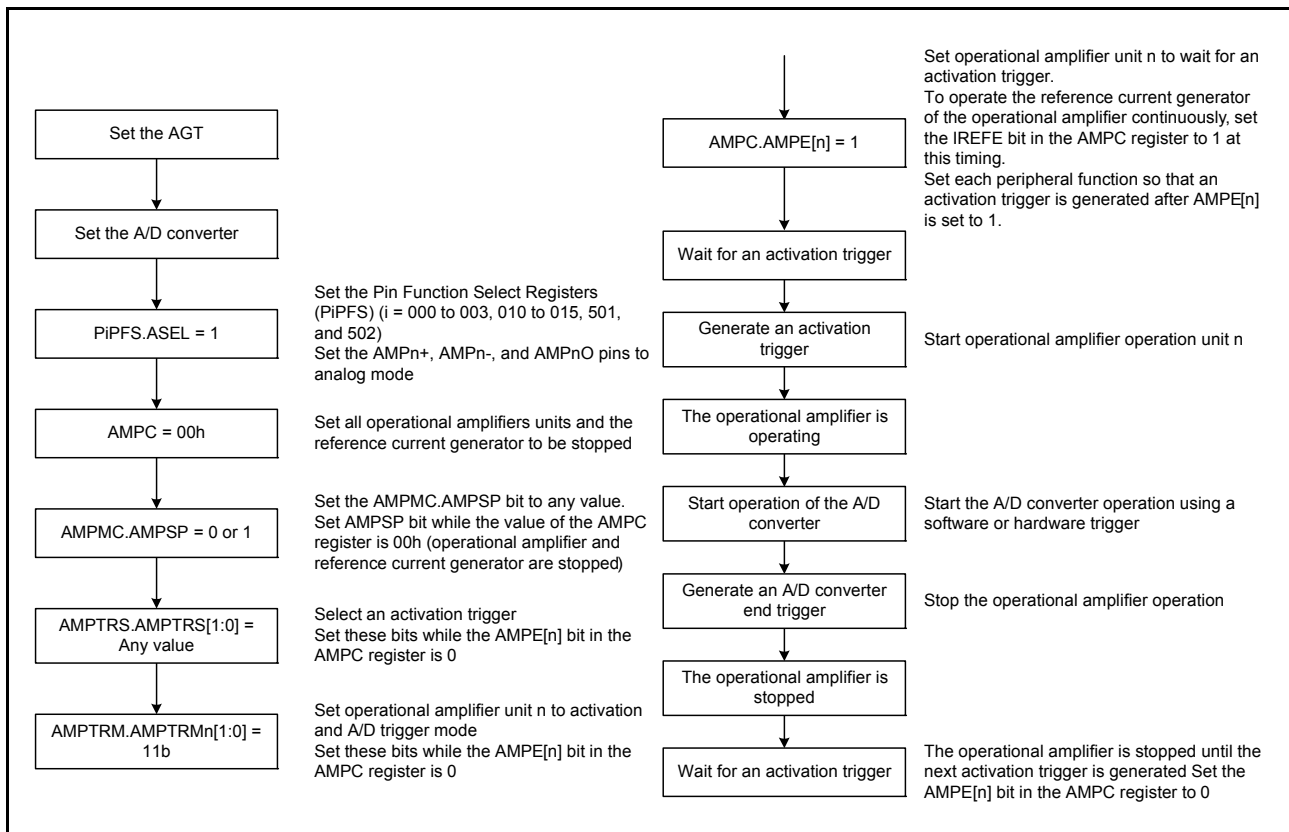 Set the AGT
Set the A/D converter
PiPFS.ASEL = 1
Set the Pin Function Select Registers
(PiPFS) (i = 000 to 003, 010 to 015, 501,
and 502)
Set the AMPn+, AMPn-, and AMPnO pins to
analog mode
AMPC = 00h
Set all operational amplifiers units and the
reference current generator to be stopped
AMPMC.AMPSP = 0 or 1
Set the AMPMC.AMPSP bit to any value.
Set AMPSP bit while the value of the AMPC
register is 00h (operational amplifier and
reference current generator are stopped)
AMPTRS.AMPTRS[1:0] =
Any value
Select an activation trigger
Set these bits while the AMPE[n] bit in the
AMPC register is 0
AMPTRM.AMPTRMn[1:0] =
11b
Set operational amplifier unit n to activation
and A/D trigger mode
Set these bits while the AMPE[n] bit in the
AMPC register is 0
AMPC.AMPE[n] = 1
Set operational amplifier unit n to wait for an
activation trigger.
To operate the reference current generator
of the operational amplifier continuously, set
the IREFE bit in the AMPC register to 1 at
this timing.
Set each peripheral function so that an
activation trigger is generated after AMPE[n]
is set to 1.
Wait for an activation trigger
Generate an activation
trigger
Start operational amplifier operation unit n
The operational amplifier is
operating
Start operation of the A/D
converter
Start the A/D converter operation using a
software or hardware trigger
Generate an A/D converter
end trigger
Stop the operational amplifier operation
The operational amplifier is
stopped
Wait for an activation trigger
The operational amplifier is stopped until the
next activation trigger is generated Set the
AMPE[n] bit in the AMPC register to 0